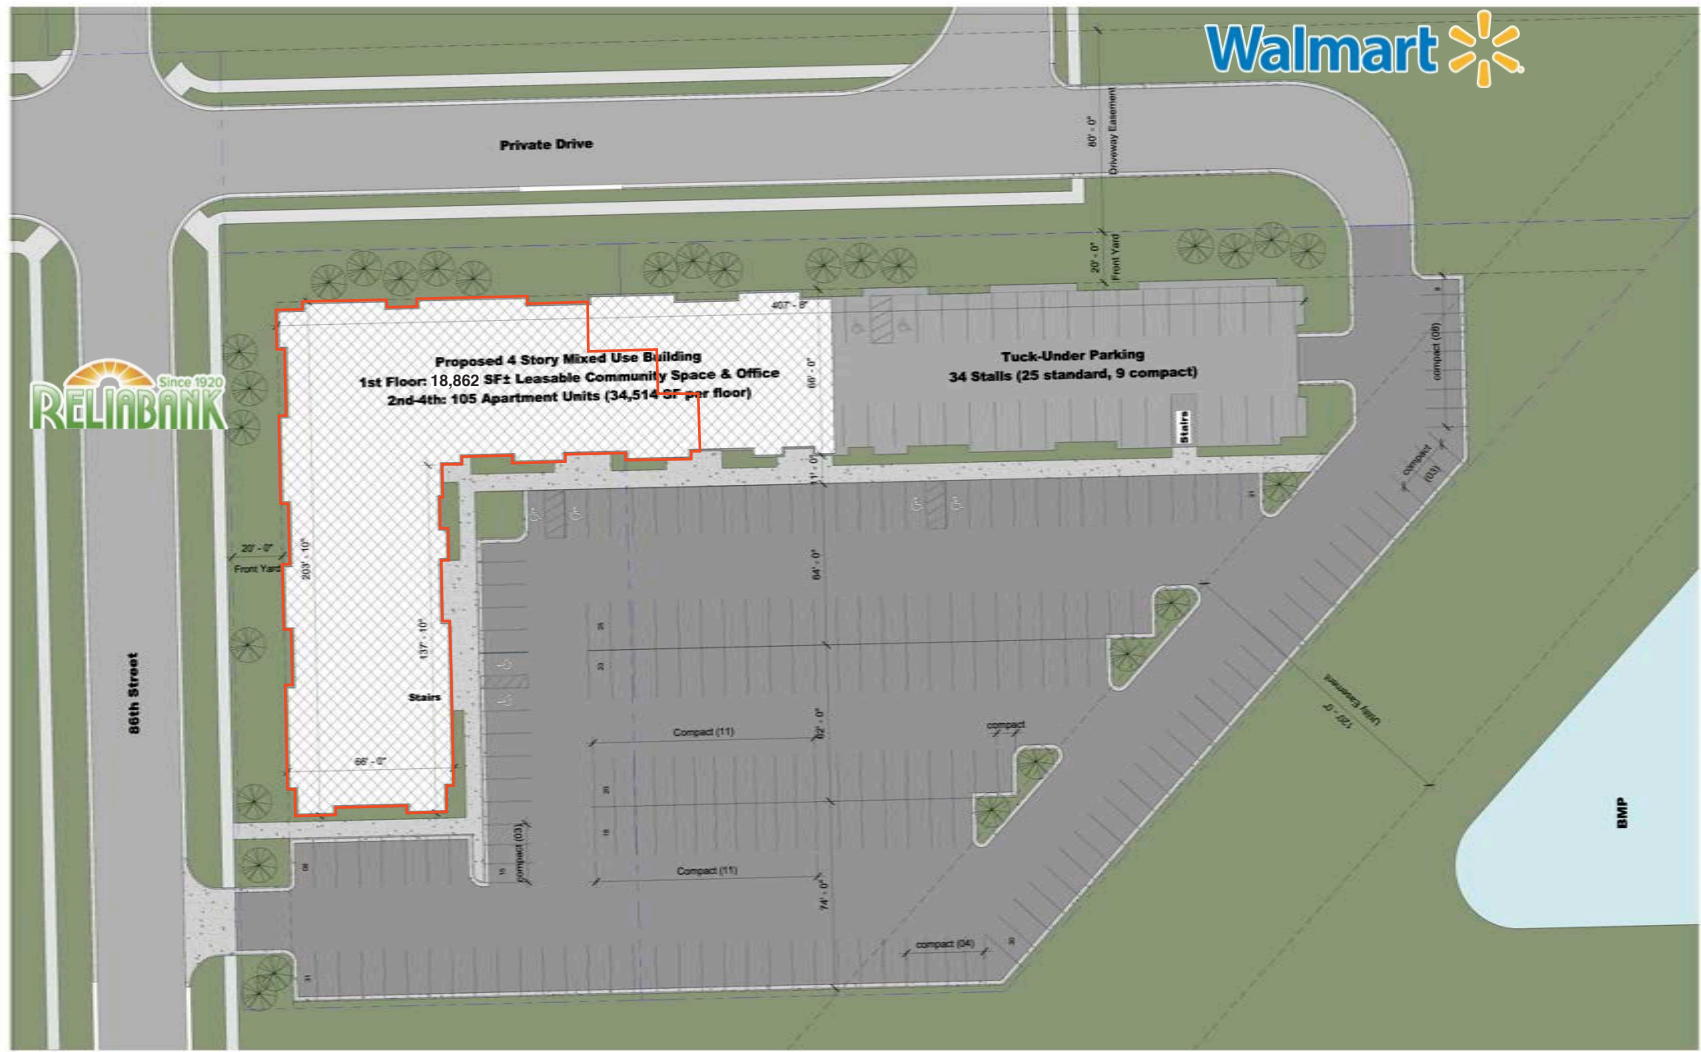 Walmart
Private Drive
80' - 0"
Driveway Easement
20' - 0"
Front Yard
407' - 8"
Proposed 4 Story Mixed Use Building
1st Floor: 18,862 SF± Leasable Community Space & Office
2nd-4th: 105 Apartment Units (34,514 SF per floor)
66' - 0"
Tuck-Under Parking
34 Stalls (25 standard, 9 compact)
Stairs
compact (08)
compact
(03)
Since 1920
RELIABANK
11' - 0"
20' - 0"
Front Yard
203' - 10"
137' - 10"
64' - 0"
Stairs
86th Street
66' - 0"
Compact (11)
62' - 0"
compact
Utility Easement
120' - 0"
BMP
compact (03)
Compact (11)
74' - 0"
compact (04)